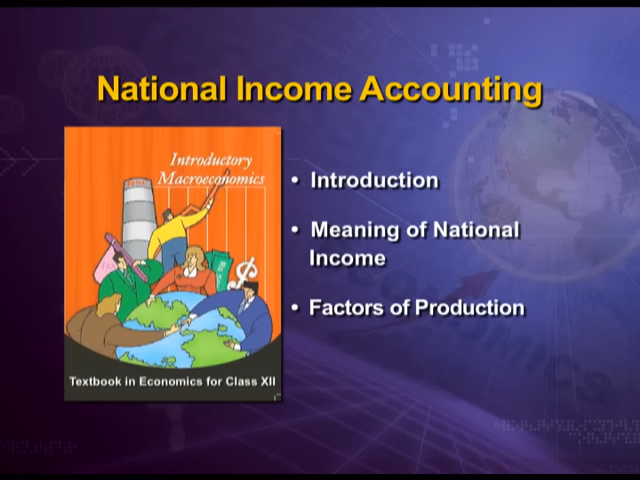 National Income Accounting
Introductory
Macroeconomics
Textbook in Economics for Class XII
• Introduction
• Meaning of National
Income
• Factors of Production